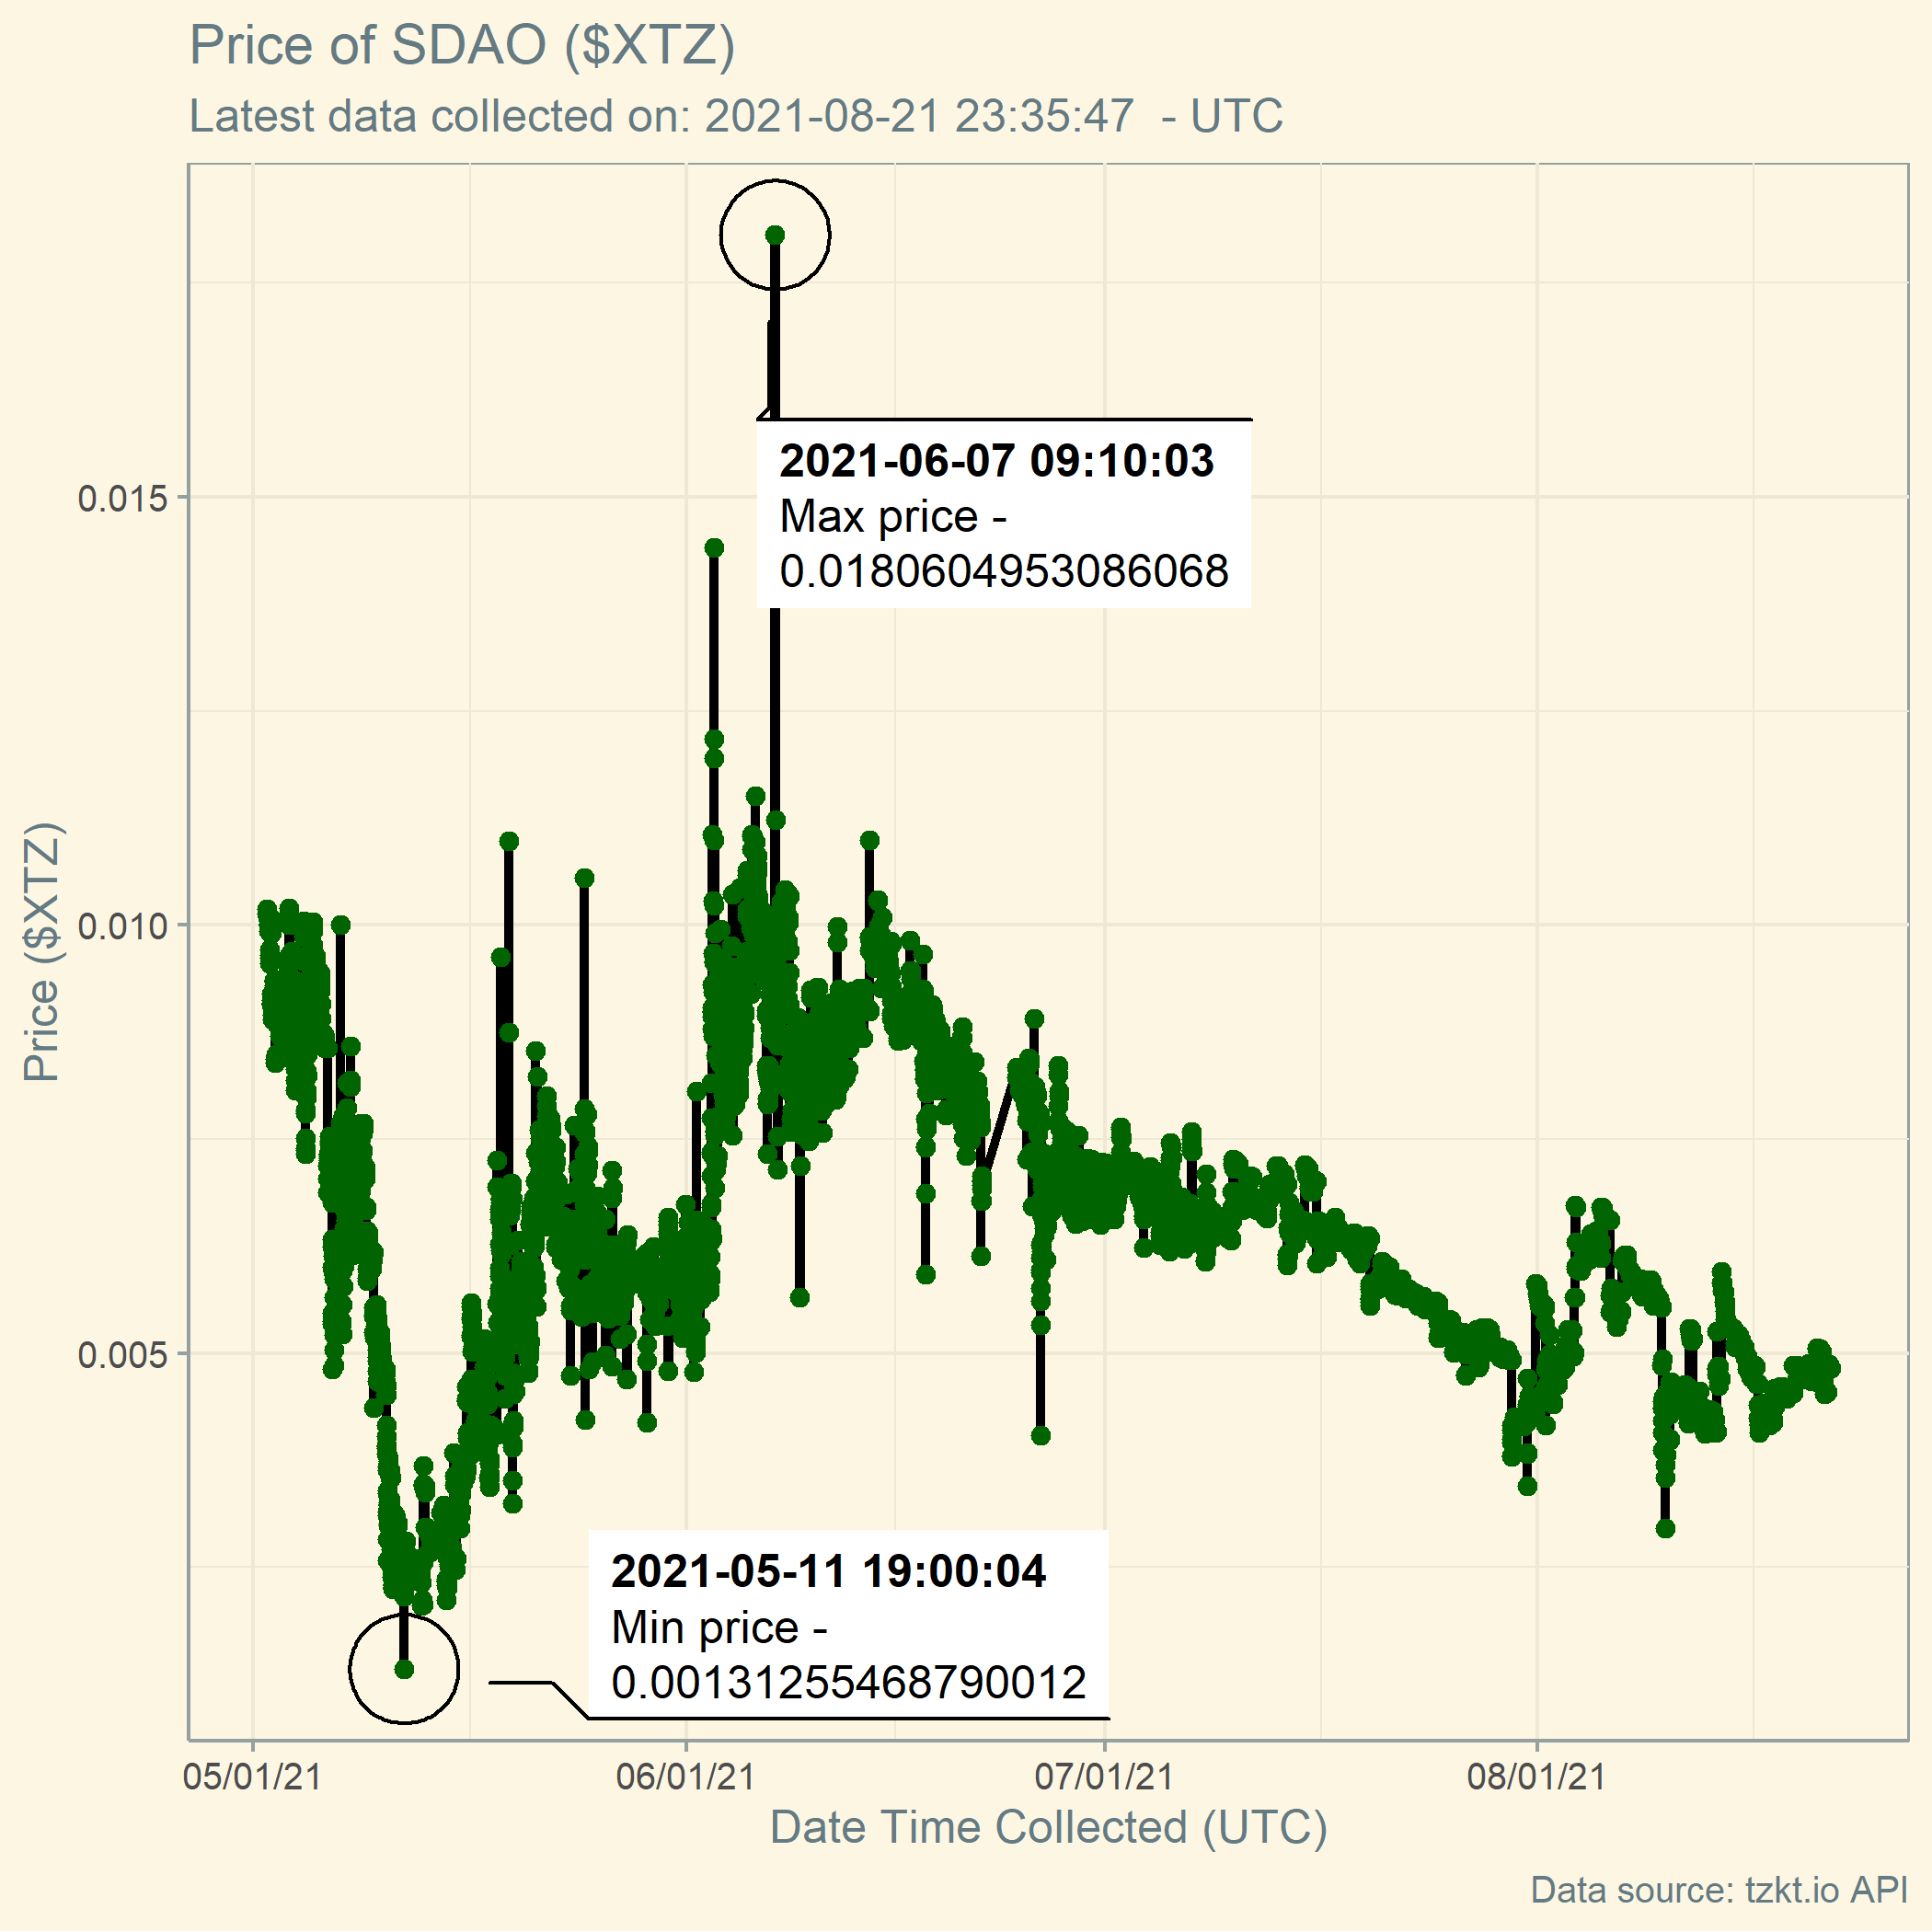 Price of SDAO ($XTZ)
Latest data collected on: 2021-08-21 23:35:47  - UTC
2021-06-07 09:10:03
Max price -
0.0180604953086068
0.015
0.010
0.005
Price ($XTZ)
2021-05-11 19:00:04
Min price -
0.00131255468790012
05/01/21
06/01/21
07/01/21
08/01/21
Date Time Collected (UTC)
Data source: tzkt.io API